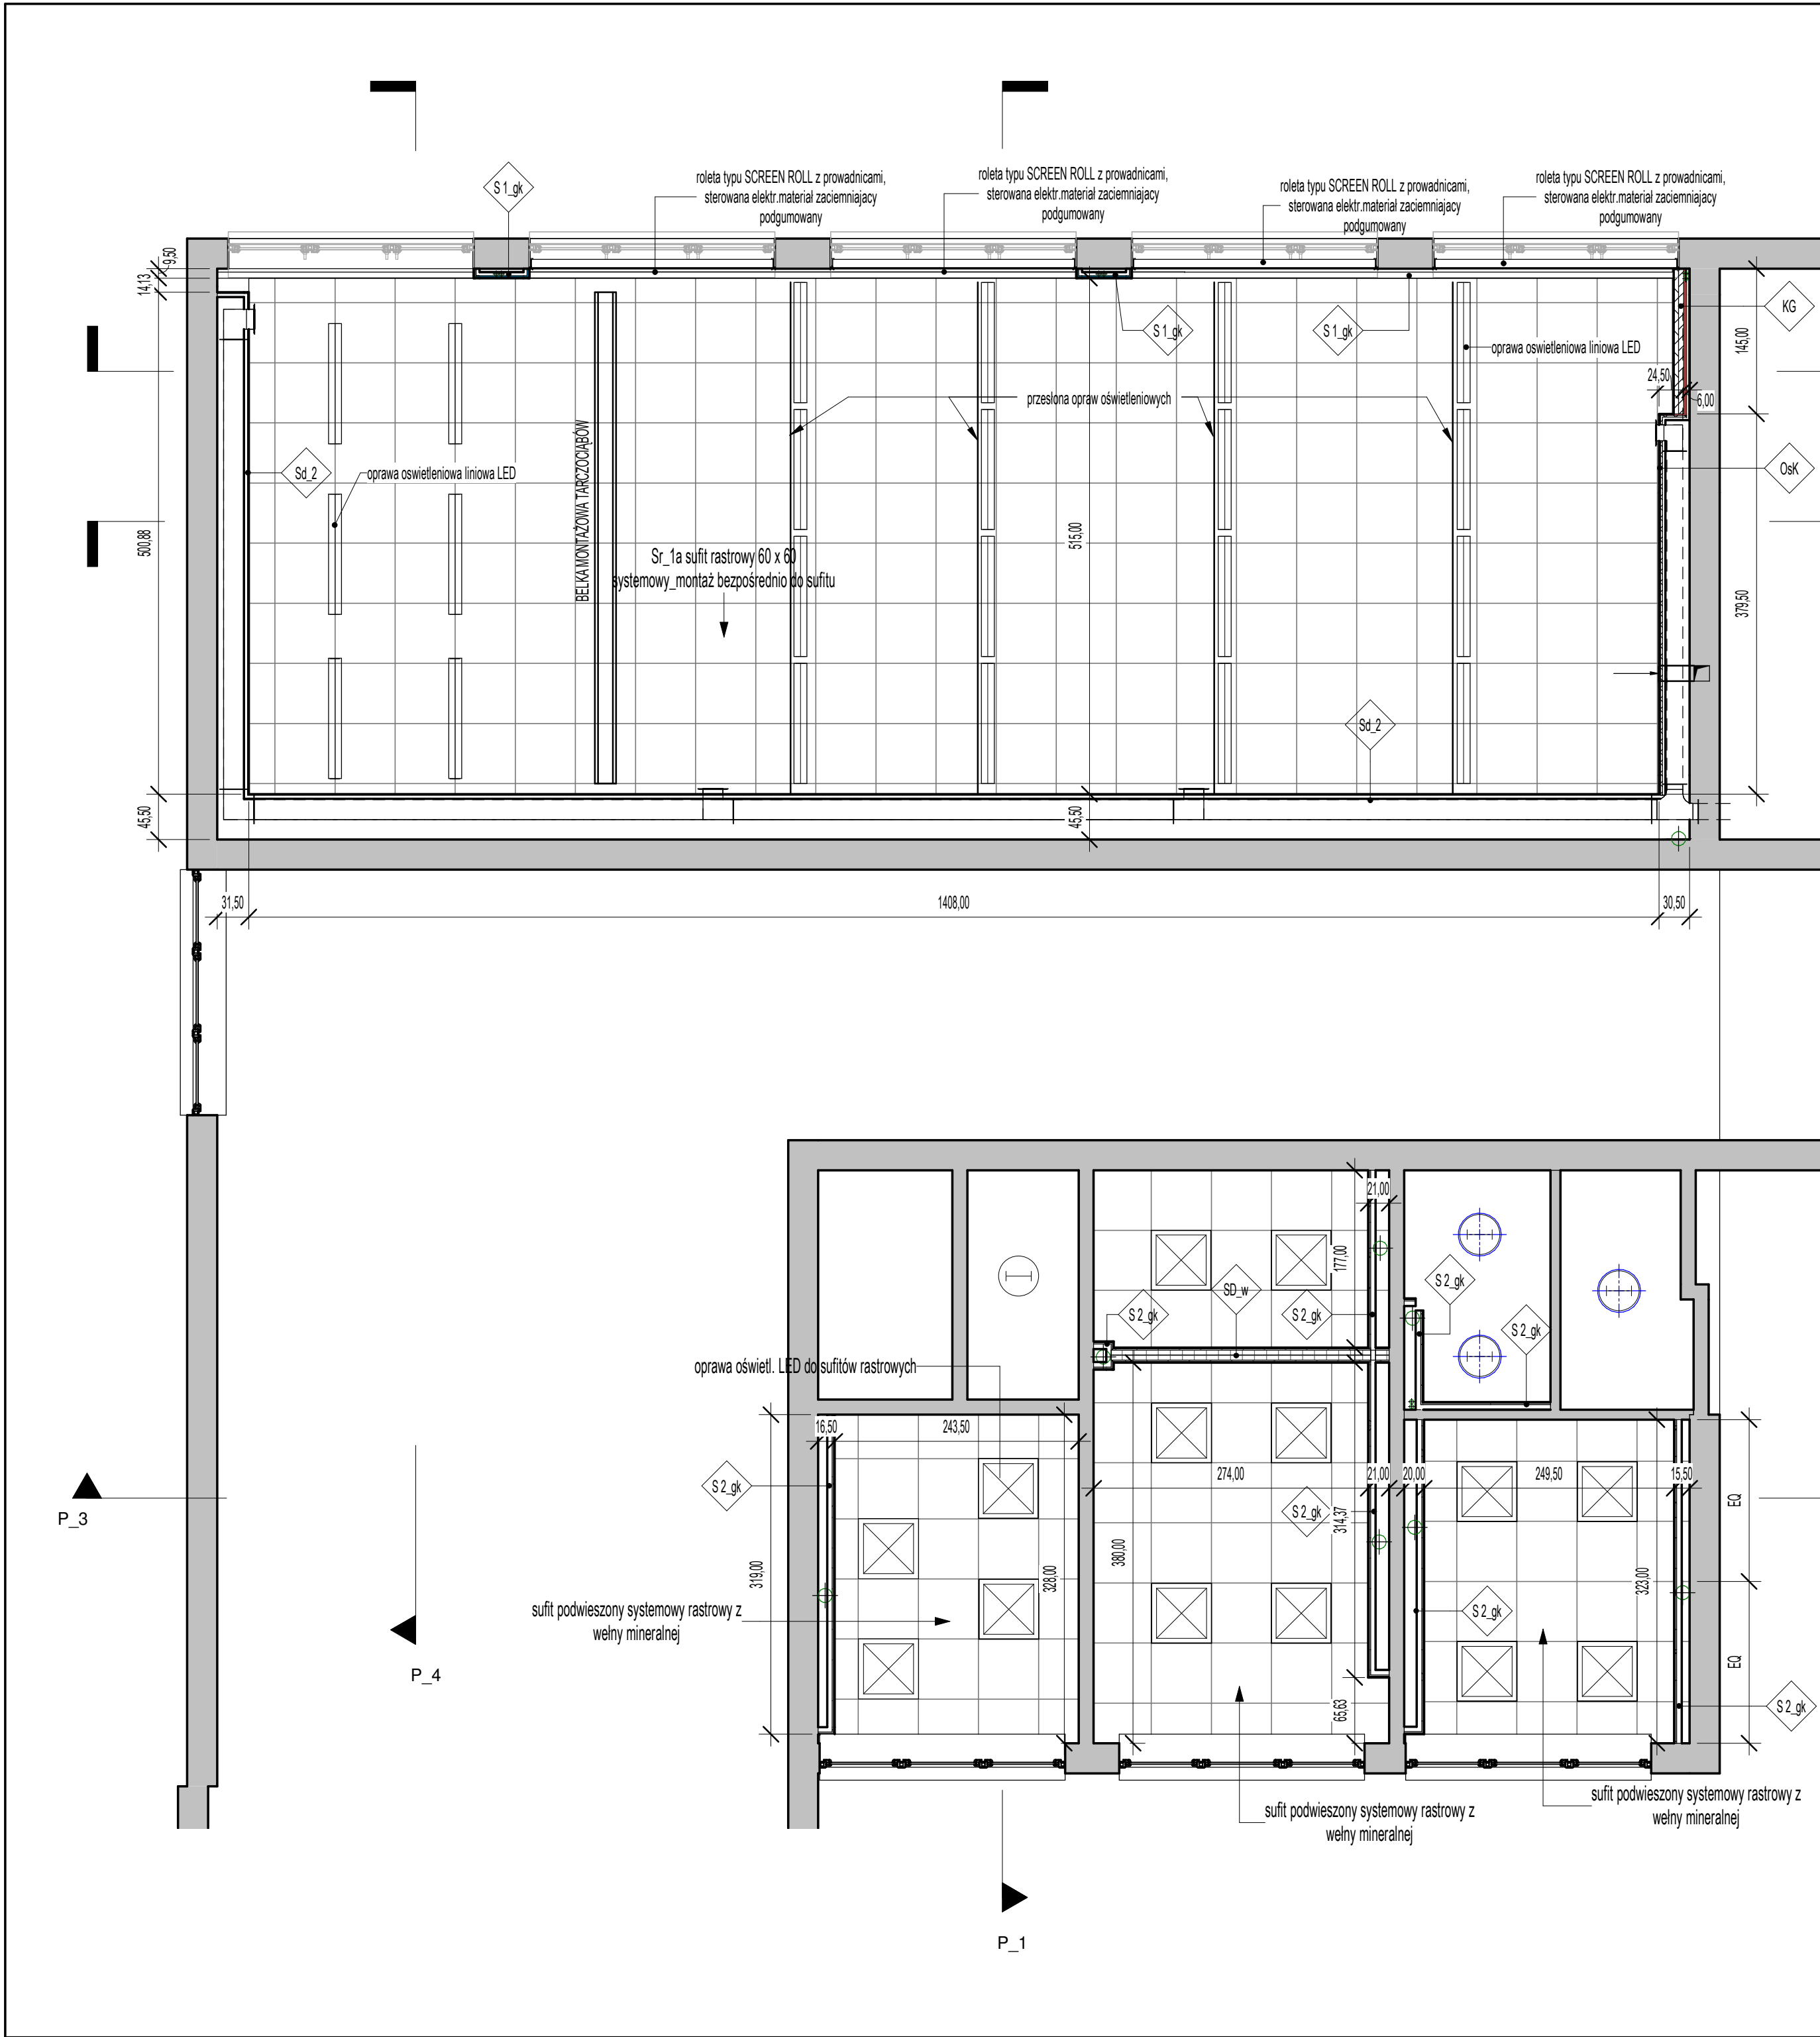 S 1_gk
roleta typu SCREEN ROLL z prowadnicami,
sterowana elektr.materiał zaciemniajacy
podgumowany
roleta typu SCREEN ROLL z prowadnicami,
sterowana elektr.materiał zaciemniajacy
podgumowany
roleta typu SCREEN ROLL z prowadnicami,
sterowana elektr.materiał zaciemniajacy
podgumowany
roleta typu SCREEN ROLL z prowadnicami,
sterowana elektr.materiał zaciemniajacy
podgumowany
9,50
14,13
S 1_gk
S 1_gk
KG
145,00
oprawa oswietleniowa liniowa LED
24,50
6,00
przesłona opraw oświetleniowych
Sd_2
oprawa oswietleniowa liniowa LED
OsK
BELKA MONTAŻOWA TARCZOCIĄBÓW
500,88
515,00
Sr_1a sufit rastrowy 60 x 60
systemowy_montaż bezpośrednio do sufitu
379,50
Sd_2
45,50
45,50
31,50
1408,00
30,50
21,00
177,00
SD_w
S 2_gk
S 2_gk
S 2_gk
S 2_gk
oprawa oświetl. LED do sufitów rastrowych
16,50
243,50
S 2_gk
274,00
21,00
20,00
249,50
15,50
S 2_gk
314,37
EQ
P_3
380,00
319,00
328,00
323,00
sufit podwieszony systemowy rastrowy z
wełny mineralnej
S 2_gk
P_4
EQ
65,63
S 2_gk
sufit podwieszony systemowy rastrowy z
wełny mineralnej
sufit podwieszony systemowy rastrowy z
wełny mineralnej
P_1